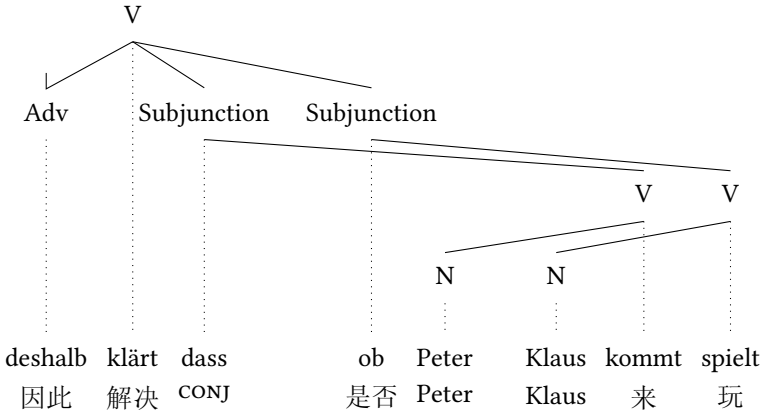 V
Adv Subjunction Subjunction
V V
N N
deshalb klärt dass ob Peter Klaus kommt spielt
因此 解决 CONJ 是否 Peter Klaus 来 玩